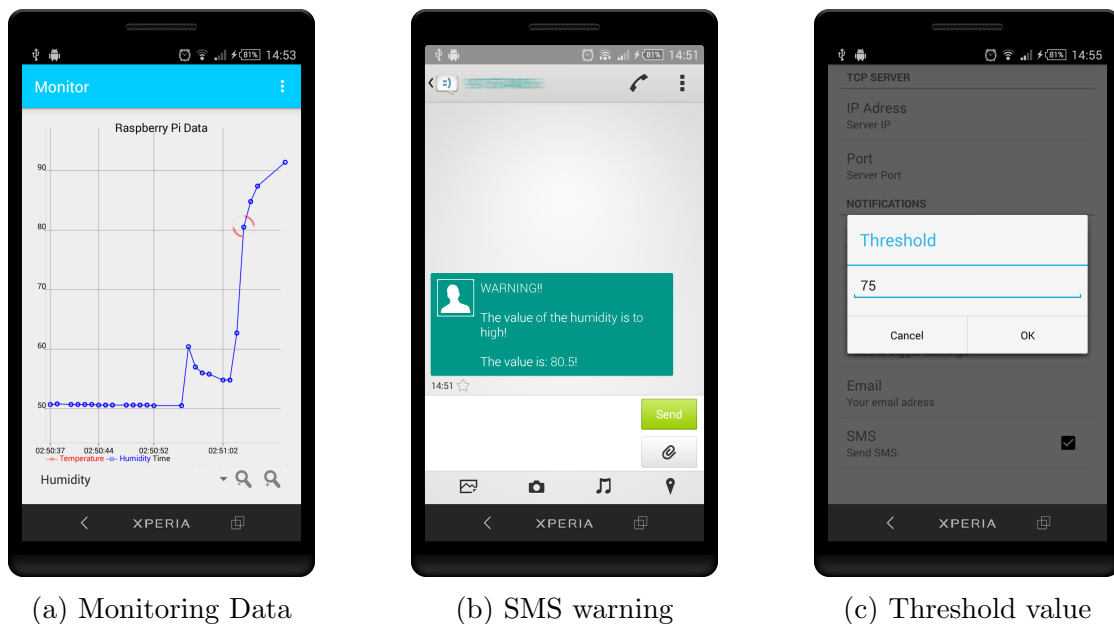 14:53
81%
Monitor
Raspberry Pi Data
90
80
70
60
50
02:50:37 02:50:44 02:50:52 02:51:02
Temperature Humidity Time
Humidity
XPERIA
(a) Monitoring Data
81% 14:51
=)
WARNING!!
The value of the humidity is to
high!
The value is: 80.5!
14:51
Send
XPERIA
(b) SMS warning
81% 14:55
TCP SERVER
IP Adress
Server IP
Port
Server Port
NOTIFICATIONS
Threshold
75
Cancel OK
Email
Your email adress
SMS
Send SMS.
XPERIA
(c) Threshold value